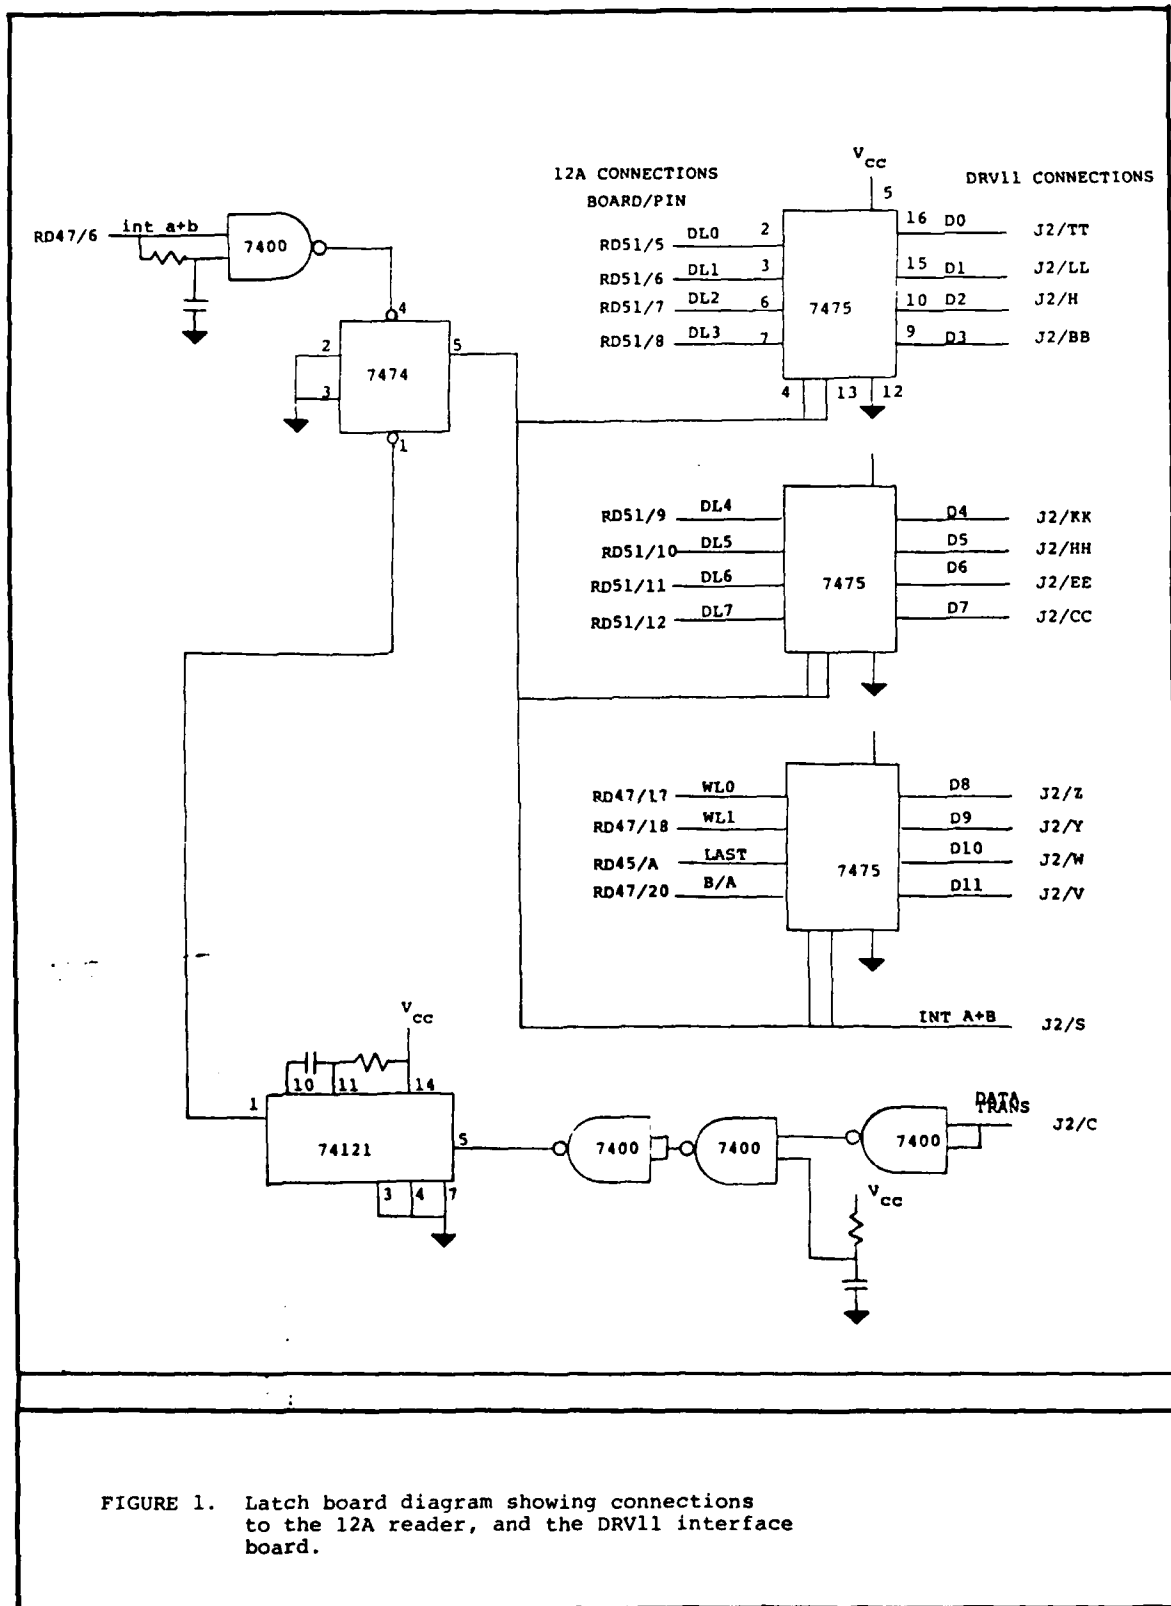 12A CONNECTIONS
BOARD/PIN
Vcc
DRV11 CONNECTIONS
5
RD47/6 int a+b
7400
4
2
3
7474
5
1
RD51/5 DL0 2
RD51/6 DL1 3
RD51/7 DL2 6
RD51/8 DL3 7
7475
16 D0 J2/TT
15 D1 J2/LL
10 D2 J2/H
9 D3 J2/BB
4 13 12
RD51/9 DL4
RD51/10 DL5
RD51/11 DL6
RD51/12 DL7
7475
D4 J2/KK
D5 J2/HH
D6 J2/EE
D7 J2/CC
RD47/17 WL0
RD47/18 WL1
RD45/A LAST
RD47/20 B/A
7475
D8 J2/Z
D9 J2/Y
D10 J2/W
D11 J2/V
INT A+B J2/S
Vcc
10 11 14
1
74121
5
3 4 7
7400
7400
7400
DATA
TRANS
J2/C
Vcc
FIGURE 1. Latch board diagram showing connections
to the 12A reader, and the DRV11 interface
board.